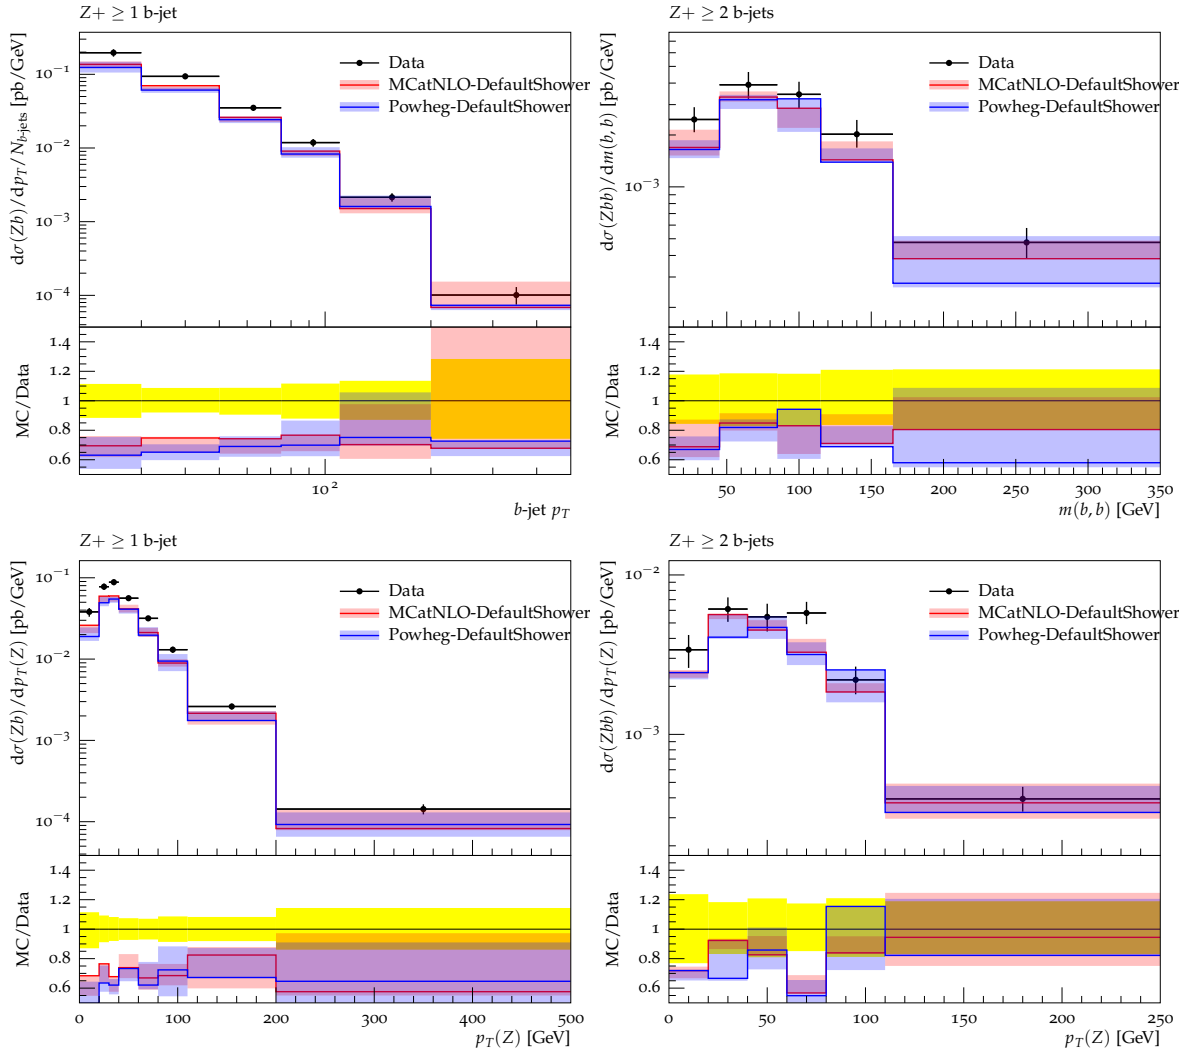 Z+ ≥ 1 b-jet
dσ(Zb)/dp_T/N_b-jets [pb/GeV]
10⁻¹
10⁻²
10⁻³
10⁻⁴
Data
MCatNLO-DefaultShower
Powheg-DefaultShower
MC/Data
1.4
1.2
1
0.8
0.6
10²
b-jet p_T
Z+ ≥ 2 b-jets
dσ(Zbb)/dm(b, b) [pb/GeV]
10⁻³
Data
MCatNLO-DefaultShower
Powheg-DefaultShower
MC/Data
1.4
1.2
1
0.8
0.6
50 100 150 200 250 300 350
m(b, b) [GeV]
Z+ ≥ 1 b-jet
dσ(Zb)/dp_T(Z) [pb/GeV]
10⁻¹
10⁻²
10⁻³
10⁻⁴
Data
MCatNLO-DefaultShower
Powheg-DefaultShower
MC/Data
1.4
1.2
1
0.8
0.6
0 100 200 300 400 500
p_T(Z) [GeV]
Z+ ≥ 2 b-jets
dσ(Zbb)/dp_T(Z) [pb/GeV]
10⁻²
10⁻³
Data
MCatNLO-DefaultShower
Powheg-DefaultShower
MC/Data
1.4
1.2
1
0.8
0.6
0 50 100 150 200 250
p_T(Z) [GeV]